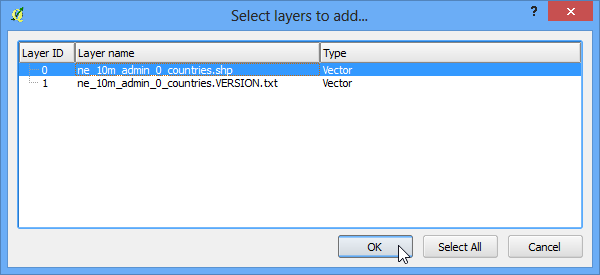 Select layers to add...
?
Layer ID Layer name Type
0 ne_10m_admin_0_countries.shp Vector
1 ne_10m_admin_0_countries.VERSION.txt Vector
OK Select All Cancel